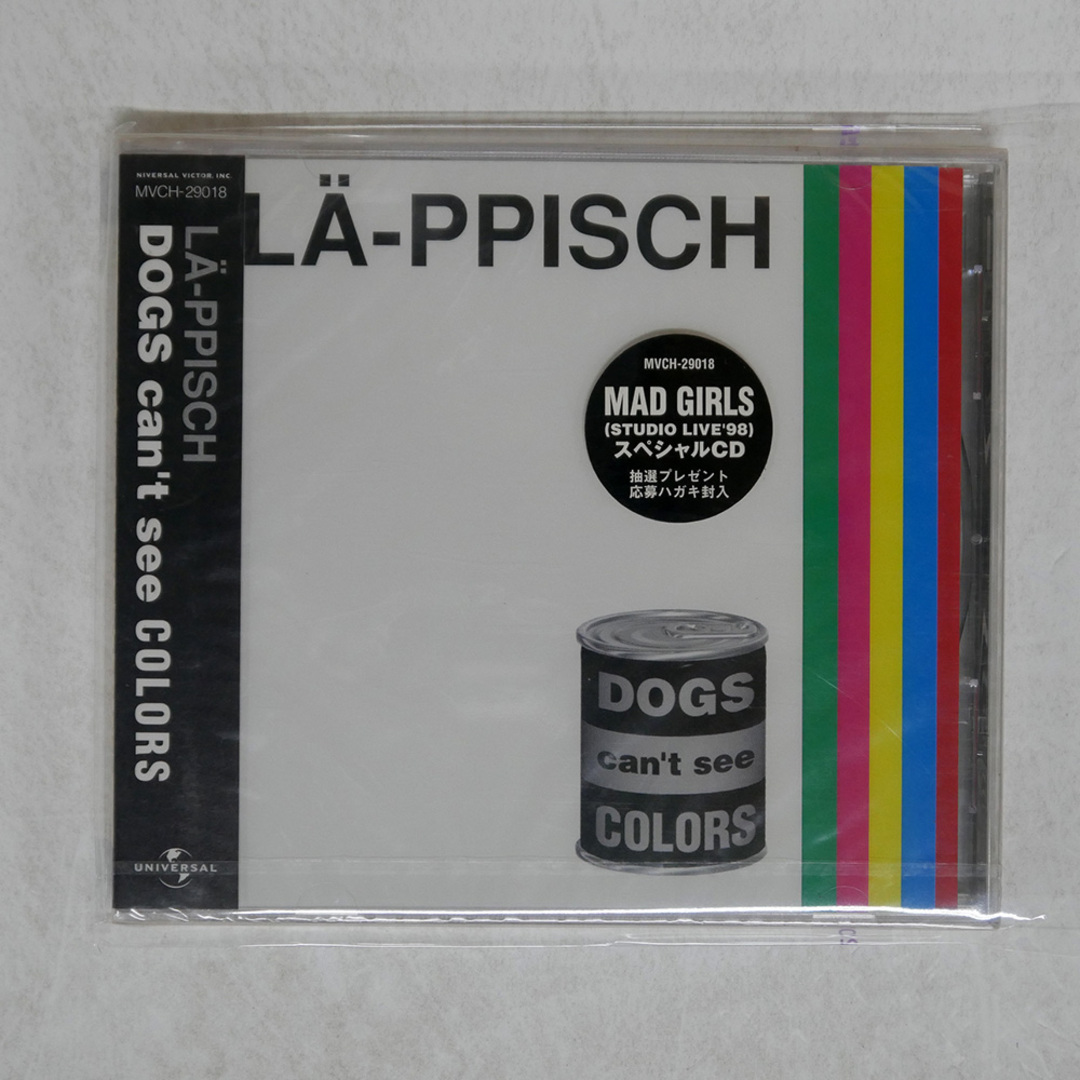 NIVERSAL VICTOR, INC.
MVCH-29018
LÄ-PPISCH
DOGS can't see COLORS
UNIVERSAL
LÄ-PPISCH
MVCH-29018
MAD GIRLS
(STUDIO LIVE'98)
スペシャルCD
抽選プレゼント
応募ハガキ封入
DOGS
can't see
COLORS